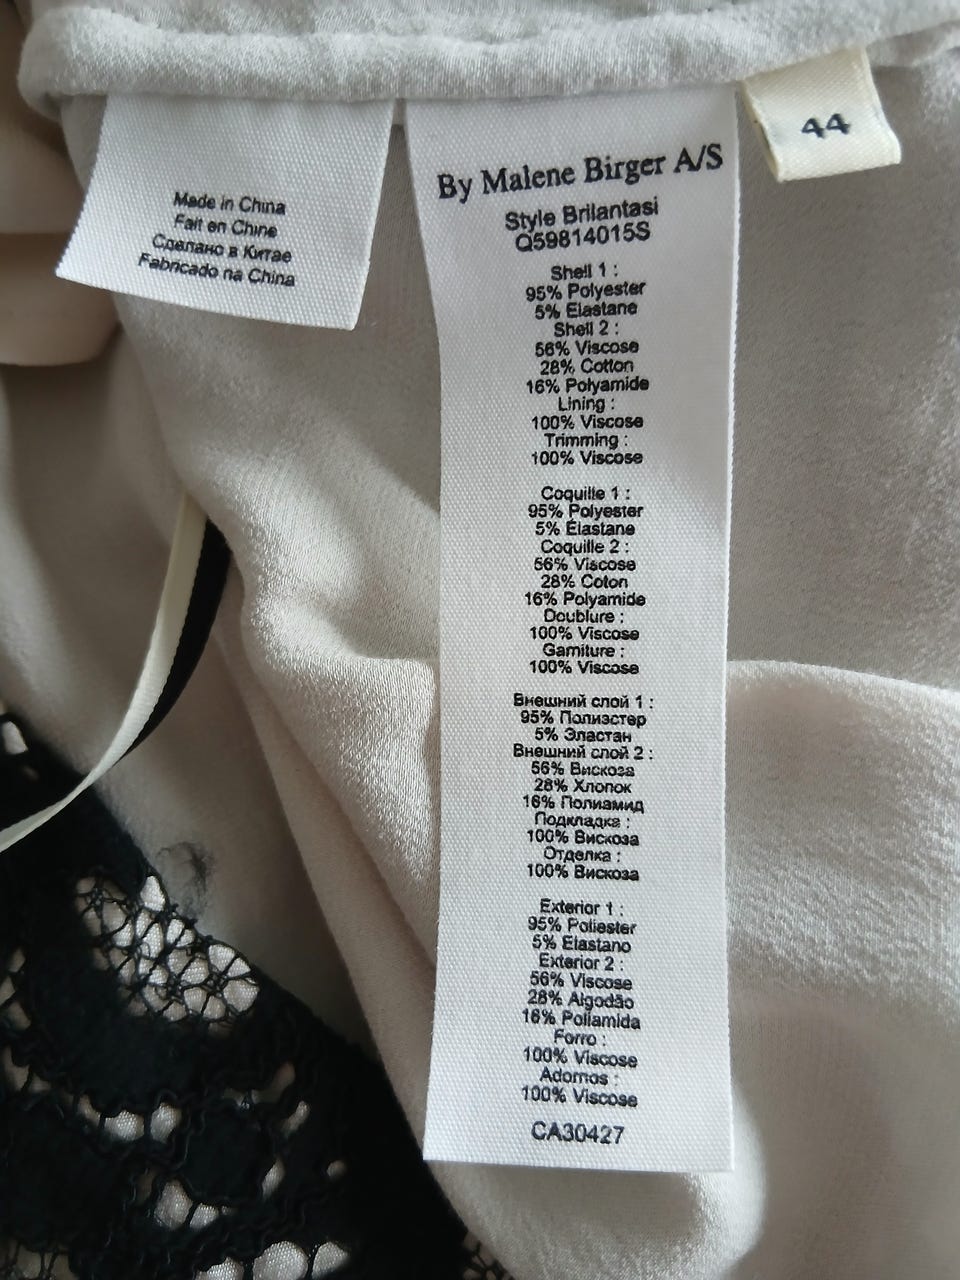 Made in China
Fait en Chine
Сделано в Китае
Fabricado na China
By Malene Birger A/S
Style Brilantasi
Q59814015S
Shell 1 :
95% Polyester
5% Elastane
Shell 2 :
56% Viscose
28% Cotton
16% Polyamide
Lining :
100% Viscose
Trimming :
100% Viscose
Coquille 1 :
95% Polyester
5% Élastane
Coquille 2 :
56% Viscose
28% Coton
16% Polyamide
Doublure :
100% Viscose
Garniture :
100% Viscose
Внешний слой 1 :
95% Полиэстер
5% Эластан
Внешний слой 2 :
56% Вискоза
28% Хлопок
16% Полиамид
Подкладка :
100% Вискоза
Отделка :
100% Вискоза
Exterior 1 :
95% Poliester
5% Elastano
Exterior 2 :
56% Viscose
28% Algodão
16% Poliamida
Forro :
100% Viscose
Adornos :
100% Viscose
CA30427
44